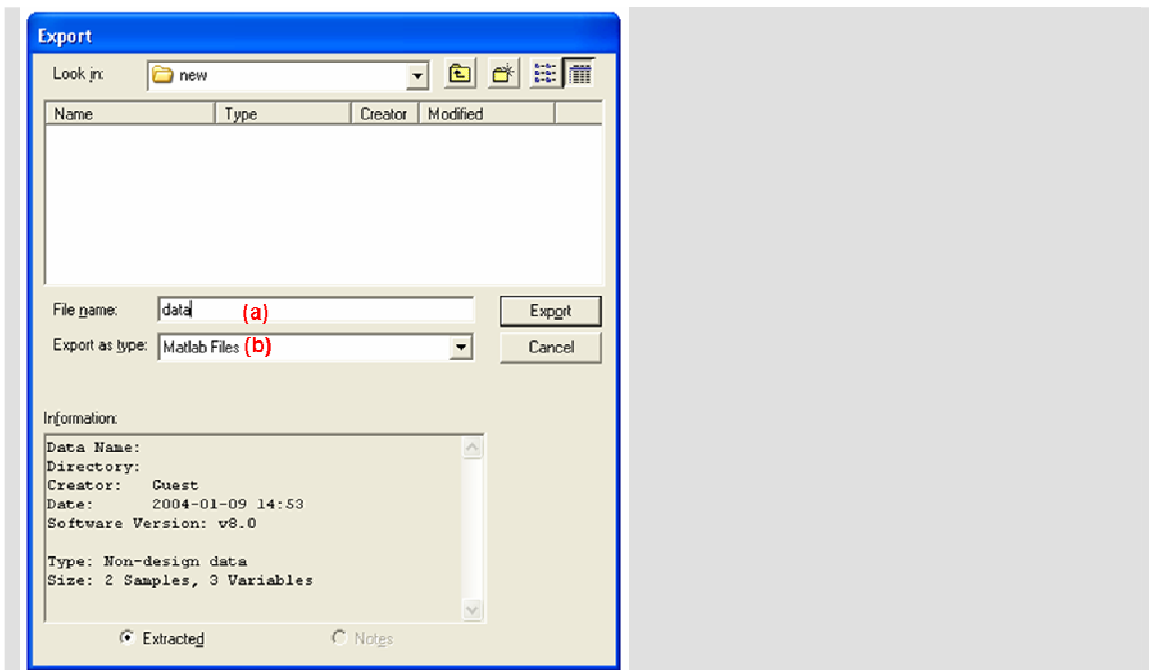 Export
Look in: new
Name Type Creator Modified
File name: data (a) Export
Export as type: Matlab Files (b) Cancel
Information:
Data Name:
Directory:
Creator: Guest
Date: 2004-01-09 14:53
Software Version: v8.0
Type: Non-design data
Size: 2 Samples, 3 Variables
Extracted Notes